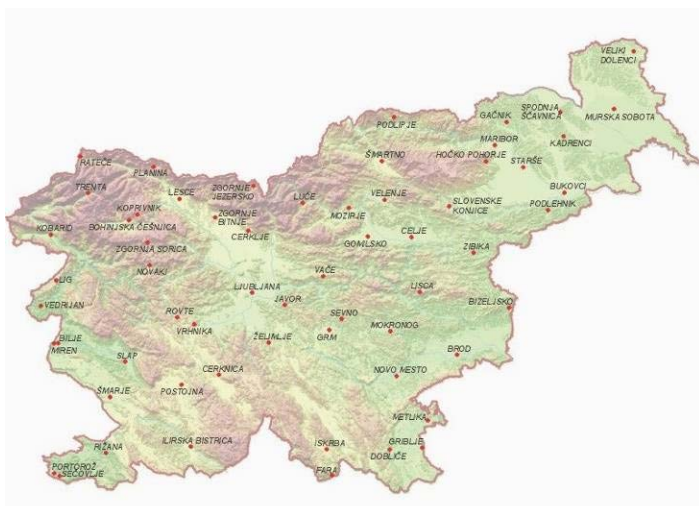 VELJKI
DOLENCI
SPODNJA
ŠČAVNICA
GAČNIK
MURSKA SOBOTA
PODLIPJE
MARIBOR
KADRENCI
RATEČE
PLANINA
ŠMARTNO
HOČKO POHORJE
STARŠE
TRENTA
LESCE
ZGORNJE
JEZERSKO
LUČE
VELENJE
BUKOVCI
KOPRIVNIK
BOHINJSKA ČEŠNJICA
ZGORNJE
BITNJE
MOZIRJE
SLOVENSKE
KONJICE
PODLEHNIK
KOBARID
CERKLJE
GOMILSKO
CELJE
ZGORNJA SORICA
ZIBIKA
NOVAKI
VAČE
LIG
LJUBLJANA
JAVOR
LISCA
VEDRIJAN
BIZELJSKO
ROVTE
VRHNIKA
SEVNO
GRM
MOKRONOG
BILJE
MIREN
ŽELIMLJE
SLAP
BROD
CERKNICA
NOVO MESTO
ŠMARJE
POSTOJNA
METLIKA
RIŽANA
ILIRSKA BISTRICA
ISKRBA
GRIBLJE
DOBLIČE
PORTOROŽ
SEČOVLJE
FARA